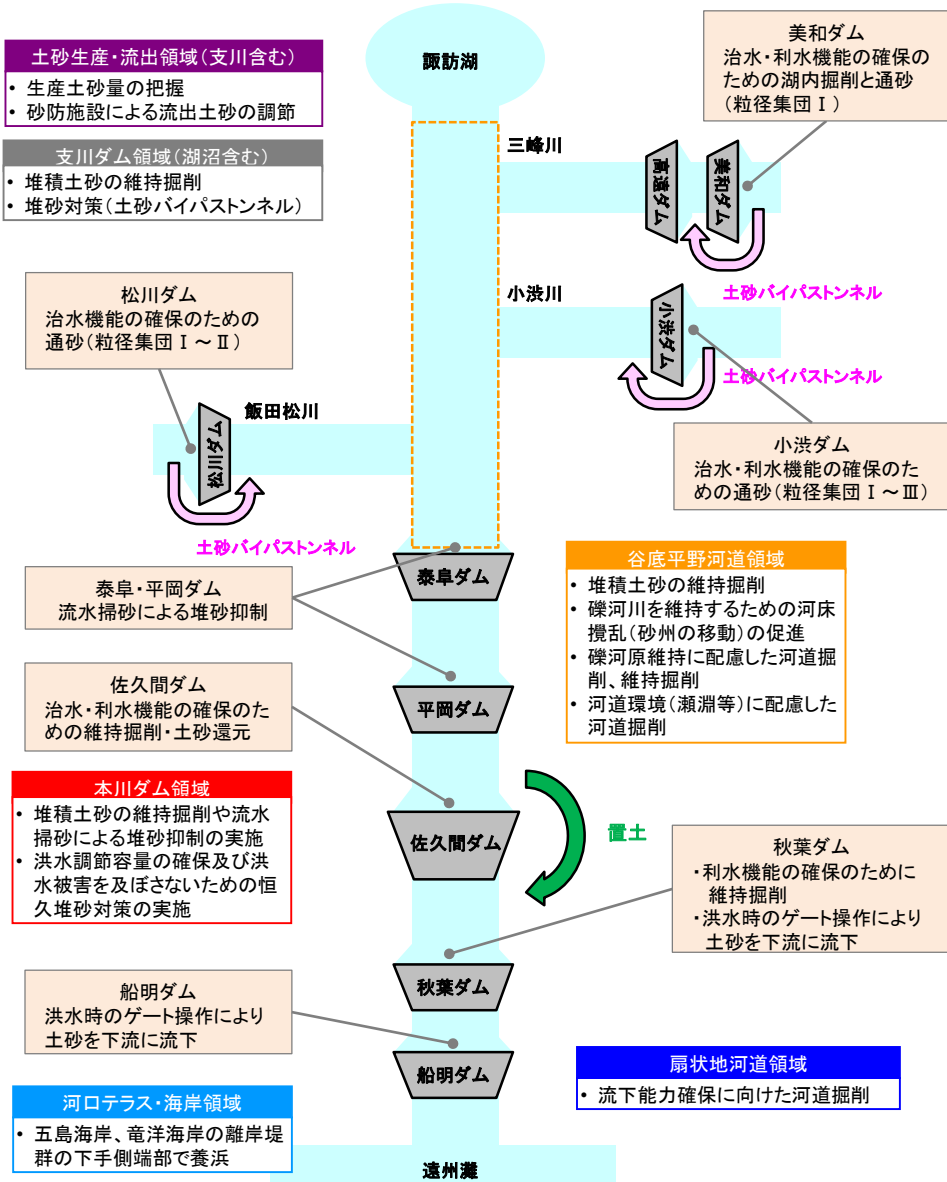 土砂生産・流出領域(支川含む)
• 生産土砂量の把握
• 砂防施設による流出土砂の調節
支川ダム領域(湖沼含む)
• 堆積土砂の維持掘削
• 堆砂対策(土砂バイパストンネル)
諏訪湖
美和ダム
治水・利水機能の確保の
ための湖内掘削と通砂
(粒径集団Ⅰ)
三峰川
高遠ダム
美和ダム
土砂バイパストンネル
小渋川
小渋ダム
土砂バイパストンネル
小渋ダム
治水・利水機能の確保のた
めの通砂(粒径集団Ⅰ～Ⅲ)
松川ダム
治水機能の確保のための
通砂(粒径集団Ⅰ～Ⅱ)
飯田松川
松川ダム
土砂バイパストンネル
泰阜ダム
泰阜・平岡ダム
流水掃砂による堆砂抑制
谷底平野河道領域
• 堆積土砂の維持掘削
• 礫河川を維持するための河床
攪乱(砂州の移動)の促進
• 礫河原維持に配慮した河道掘
削、維持掘削
• 河道環境(瀬淵等)に配慮した
河道掘削
平岡ダム
佐久間ダム
治水・利水機能の確保のた
めの維持掘削・土砂還元
本川ダム領域
• 堆積土砂の維持掘削や流水
掃砂による堆砂抑制の実施
• 洪水調節容量の確保及び洪
水被害を及ぼさないための恒
久堆砂対策の実施
佐久間ダム
置土
秋葉ダム
・利水機能の確保のために
維持掘削
・洪水時のゲート操作により
土砂を下流に流下
秋葉ダム
船明ダム
洪水時のゲート操作により
土砂を下流に流下
船明ダム
扇状地河道領域
• 流下能力確保に向けた河道掘削
河口テラス・海岸領域
• 五島海岸、竜洋海岸の離岸堤
群の下手側端部で養浜
遠州灘